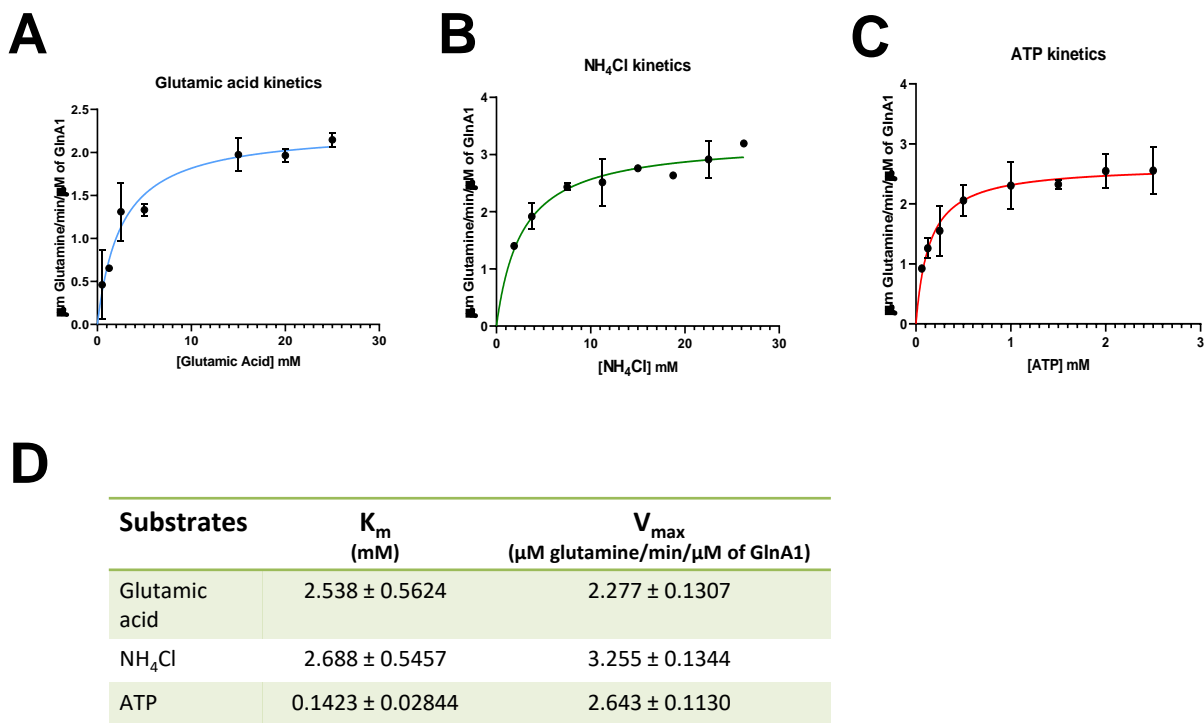 A
B
C
Glutamic acid kinetics
2.5
2.0
1.5
1.0
0.5
0.0
0
10
20
30
[Glutamic Acid] mM
μm Glutamine/min/μM of GlnA1
NH₄Cl kinetics
4
3
2
1
0
0
10
20
30
[NH₄Cl] mM
μm Glutamine/min/μM of GlnA1
ATP kinetics
4
3
2
1
0
0
1
2
3
[ATP] mM
μm Glutamine/min/μM of GlnA1
D
Substrates Kₘ Vₘₐₓ
(mM) (μM glutamine/min/μM of GlnA1)
Glutamic 2.538 ± 0.5624 2.277 ± 0.1307
acid
NH₄Cl 2.688 ± 0.5457 3.255 ± 0.1344
ATP 0.1423 ± 0.02844 2.643 ± 0.1130